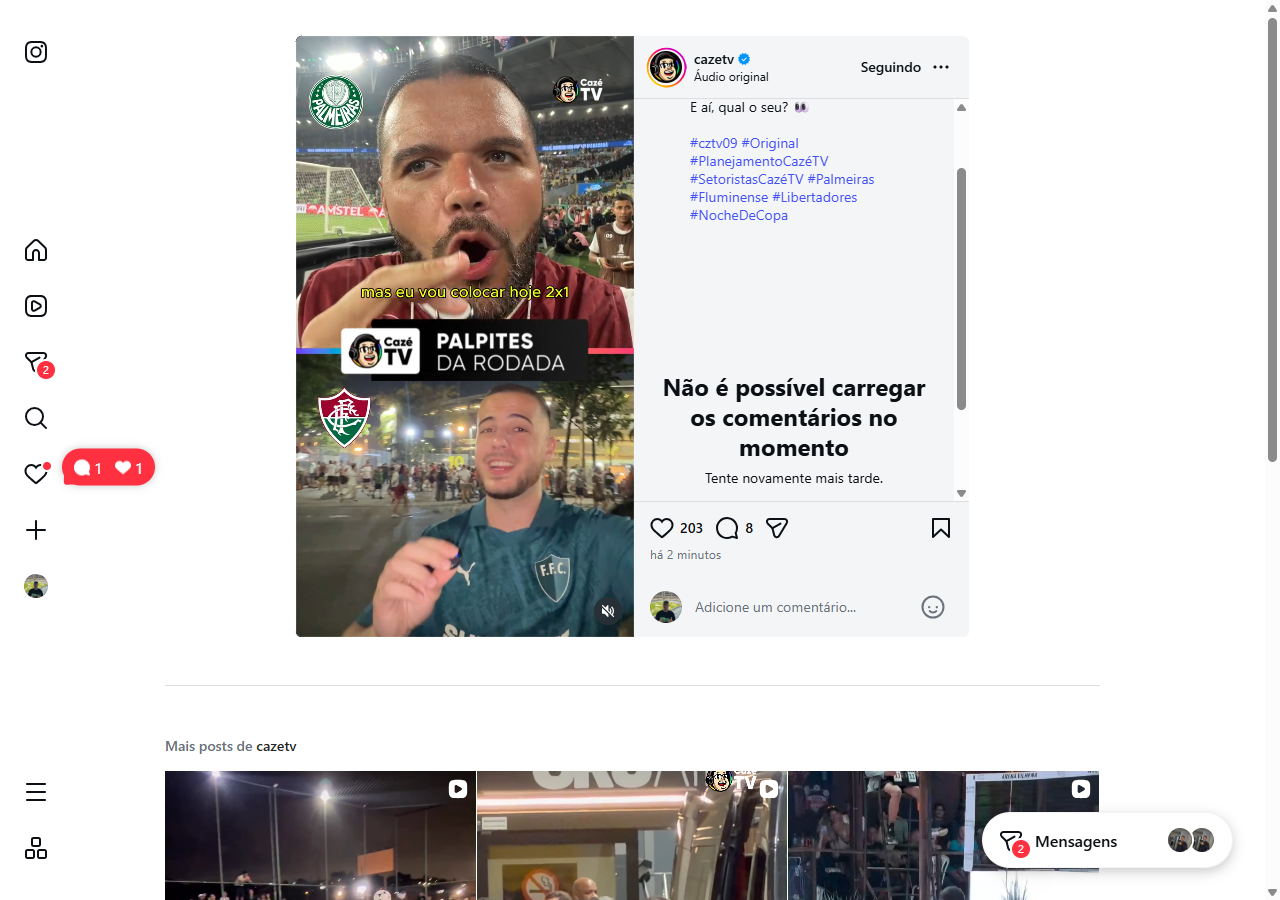 PALMEIRAS
Cazé
TV
AMSTEL
mas eu vou colocar hoje 2x1
Cazé
TV
PALPITES
DA RODADA
F.F.C.
cazetv
Áudio original
Seguindo
E aí, qual o seu? 👀
#cztv09 #Original
#PlanejamentoCazéTV
#SetoristasCazéTV #Palmeiras
#Fluminense #Libertadores
#NocheDeCopa
Não é possível carregar
os comentários no
momento
Tente novamente mais tarde.
203
8
há 2 minutos
Adicione um comentário...
2
1
1
Mais posts de cazetv
TV
2
Mensagens